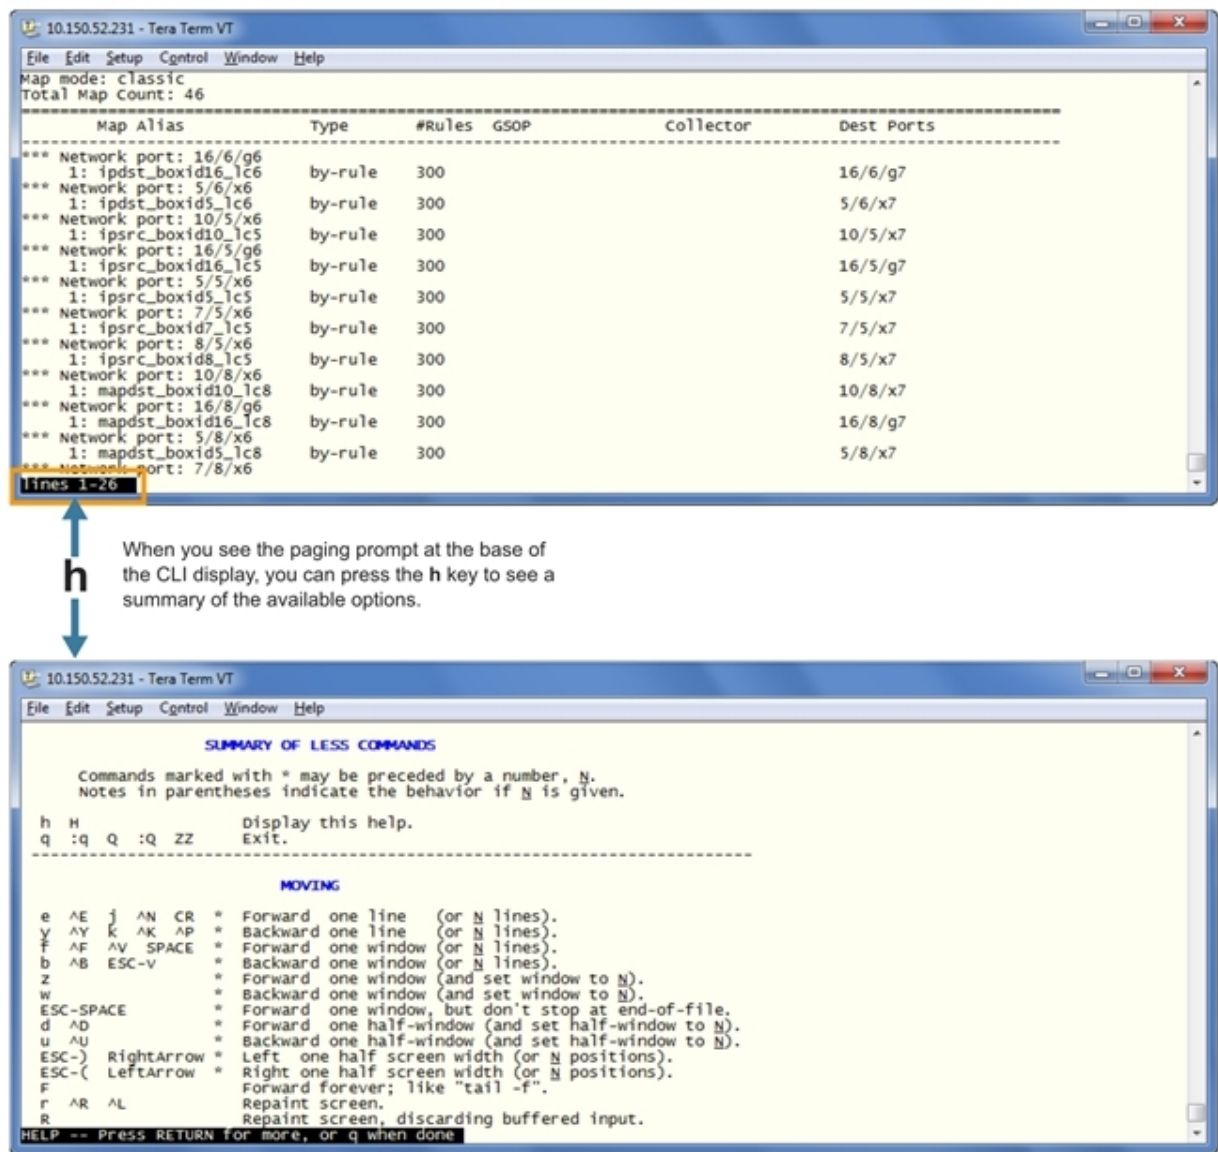 10.150.52.231 - Tera Term VT
File Edit Setup Control Window Help
Map mode: classic
Total Map Count: 46
Map Alias Type #Rules GSOP Collector Dest Ports
*** Network port: 16/6/g6
1: ipdst_boxid16_lc6 by-rule 300 16/6/g7
*** Network port: 5/6/x6
1: ipdst_boxid5_lc6 by-rule 300 5/6/x7
*** Network port: 10/5/x6
1: ipsrc_boxid10_lc5 by-rule 300 10/5/x7
*** Network port: 16/5/g6
1: ipsrc_boxid16_lc5 by-rule 300 16/5/g7
*** Network port: 5/5/x6
1: ipsrc_boxid5_lc5 by-rule 300 5/5/x7
*** Network port: 7/5/x6
1: ipsrc_boxid7_lc5 by-rule 300 7/5/x7
*** Network port: 8/5/x6
1: ipsrc_boxid8_lc5 by-rule 300 8/5/x7
*** Network port: 10/8/x6
1: mapdst_boxid10_lc8 by-rule 300 10/8/x7
*** Network port: 16/8/g6
1: mapdst_boxid16_lc8 by-rule 300 16/8/g7
*** Network port: 5/8/x6
1: mapdst_boxid5_lc8 by-rule 300 5/8/x7
*** Network port: 7/8/x6
lines 1-26
h
When you see the paging prompt at the base of
the CLI display, you can press the h key to see a
summary of the available options.
10.150.52.231 - Tera Term VT
File Edit Setup Control Window Help
SUMMARY OF LESS COMMANDS
Commands marked with * may be preceded by a number, N.
Notes in parentheses indicate the behavior if N is given.
h H Display this help.
q :q Q :Q ZZ Exit.
MOVING
e ^E j ^N CR * Forward one line (or N lines).
y ^Y k ^K ^P * Backward one line (or N lines).
f ^F ^V SPACE * Forward one window (or N lines).
b ^B ESC-v * Backward one window (or N lines).
z * Forward one window (and set window to N).
w * Backward one window (and set window to N).
ESC-SPACE * Forward one window, but don't stop at end-of-file.
d ^D * Forward one half-window (and set half-window to N).
u ^U * Backward one half-window (and set half-window to N).
ESC-) RightArrow * Left one half screen width (or N positions).
ESC-( LeftArrow * Right one half screen width (or N positions).
F Forward forever; like "tail -f".
r ^R ^L Repaint screen.
R Repaint screen, discarding buffered input.
HELP -- Press RETURN for more, or q when done